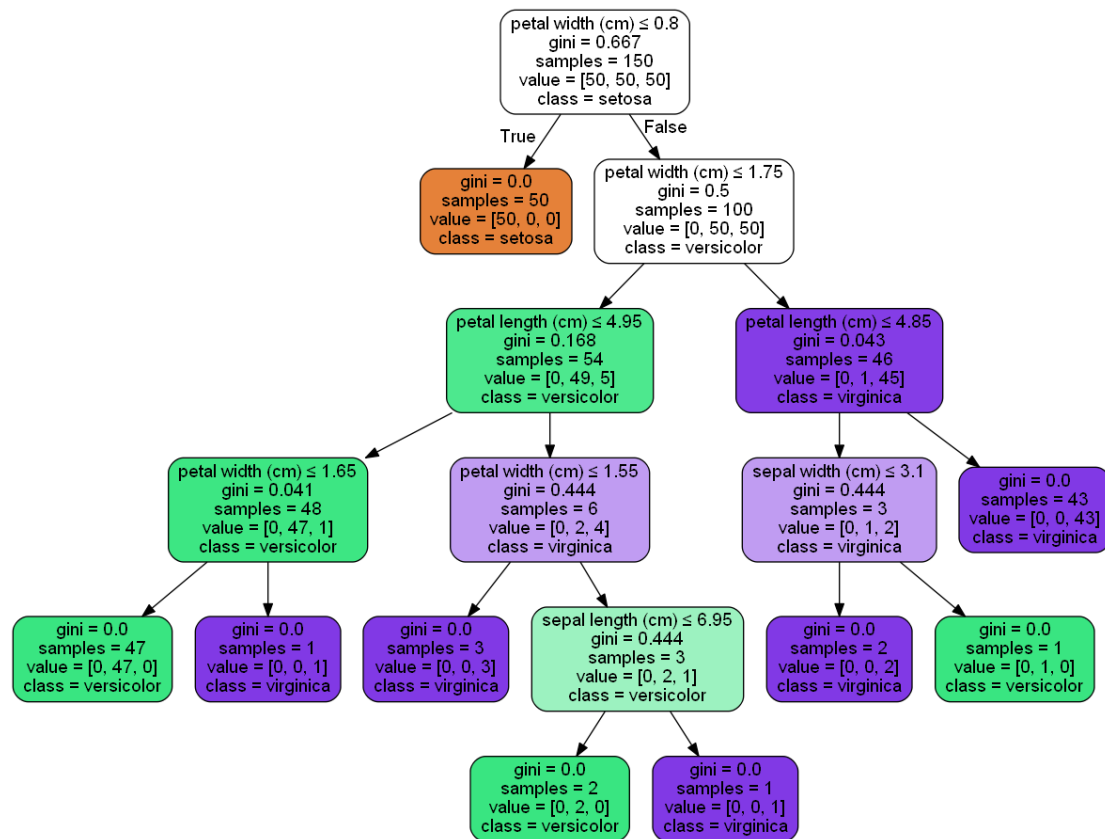 petal width (cm) ≤ 0.8
gini = 0.667
samples = 150
value = [50, 50, 50]
class = setosa
True
False
gini = 0.0
samples = 50
value = [50, 0, 0]
class = setosa
petal width (cm) ≤ 1.75
gini = 0.5
samples = 100
value = [0, 50, 50]
class = versicolor
petal length (cm) ≤ 4.95
gini = 0.168
samples = 54
value = [0, 49, 5]
class = versicolor
petal length (cm) ≤ 4.85
gini = 0.043
samples = 46
value = [0, 1, 45]
class = virginica
petal width (cm) ≤ 1.65
gini = 0.041
samples = 48
value = [0, 47, 1]
class = versicolor
petal width (cm) ≤ 1.55
gini = 0.444
samples = 6
value = [0, 2, 4]
class = virginica
sepal width (cm) ≤ 3.1
gini = 0.444
samples = 3
value = [0, 1, 2]
class = virginica
gini = 0.0
samples = 43
value = [0, 0, 43]
class = virginica
gini = 0.0
samples = 47
value = [0, 47, 0]
class = versicolor
gini = 0.0
samples = 1
value = [0, 0, 1]
class = virginica
gini = 0.0
samples = 3
value = [0, 0, 3]
class = virginica
sepal length (cm) ≤ 6.95
gini = 0.444
samples = 3
value = [0, 2, 1]
class = versicolor
gini = 0.0
samples = 2
value = [0, 0, 2]
class = virginica
gini = 0.0
samples = 1
value = [0, 1, 0]
class = versicolor
gini = 0.0
samples = 2
value = [0, 2, 0]
class = versicolor
gini = 0.0
samples = 1
value = [0, 0, 1]
class = virginica